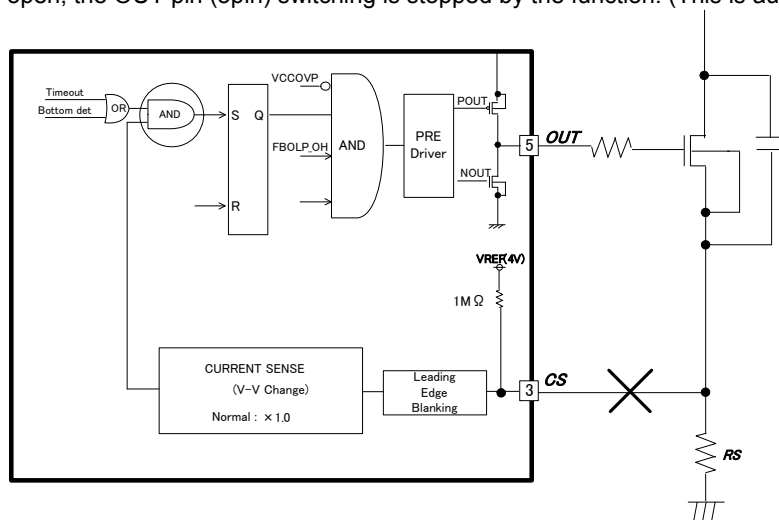 open, the OUT pin (5pin) switching is stopped by the function. (This is au
Timeout
Bottom det
OR
AND
S Q
R
VCCOVP
FBOLP_OH
AND
PRE
Driver
POUT
NOUT
5 OUT
VREF(4V)
1MΩ
CURRENT SENSE
(V-V Change)
Normal : ×1.0
Leading
Edge
Blanking
3 CS
RS